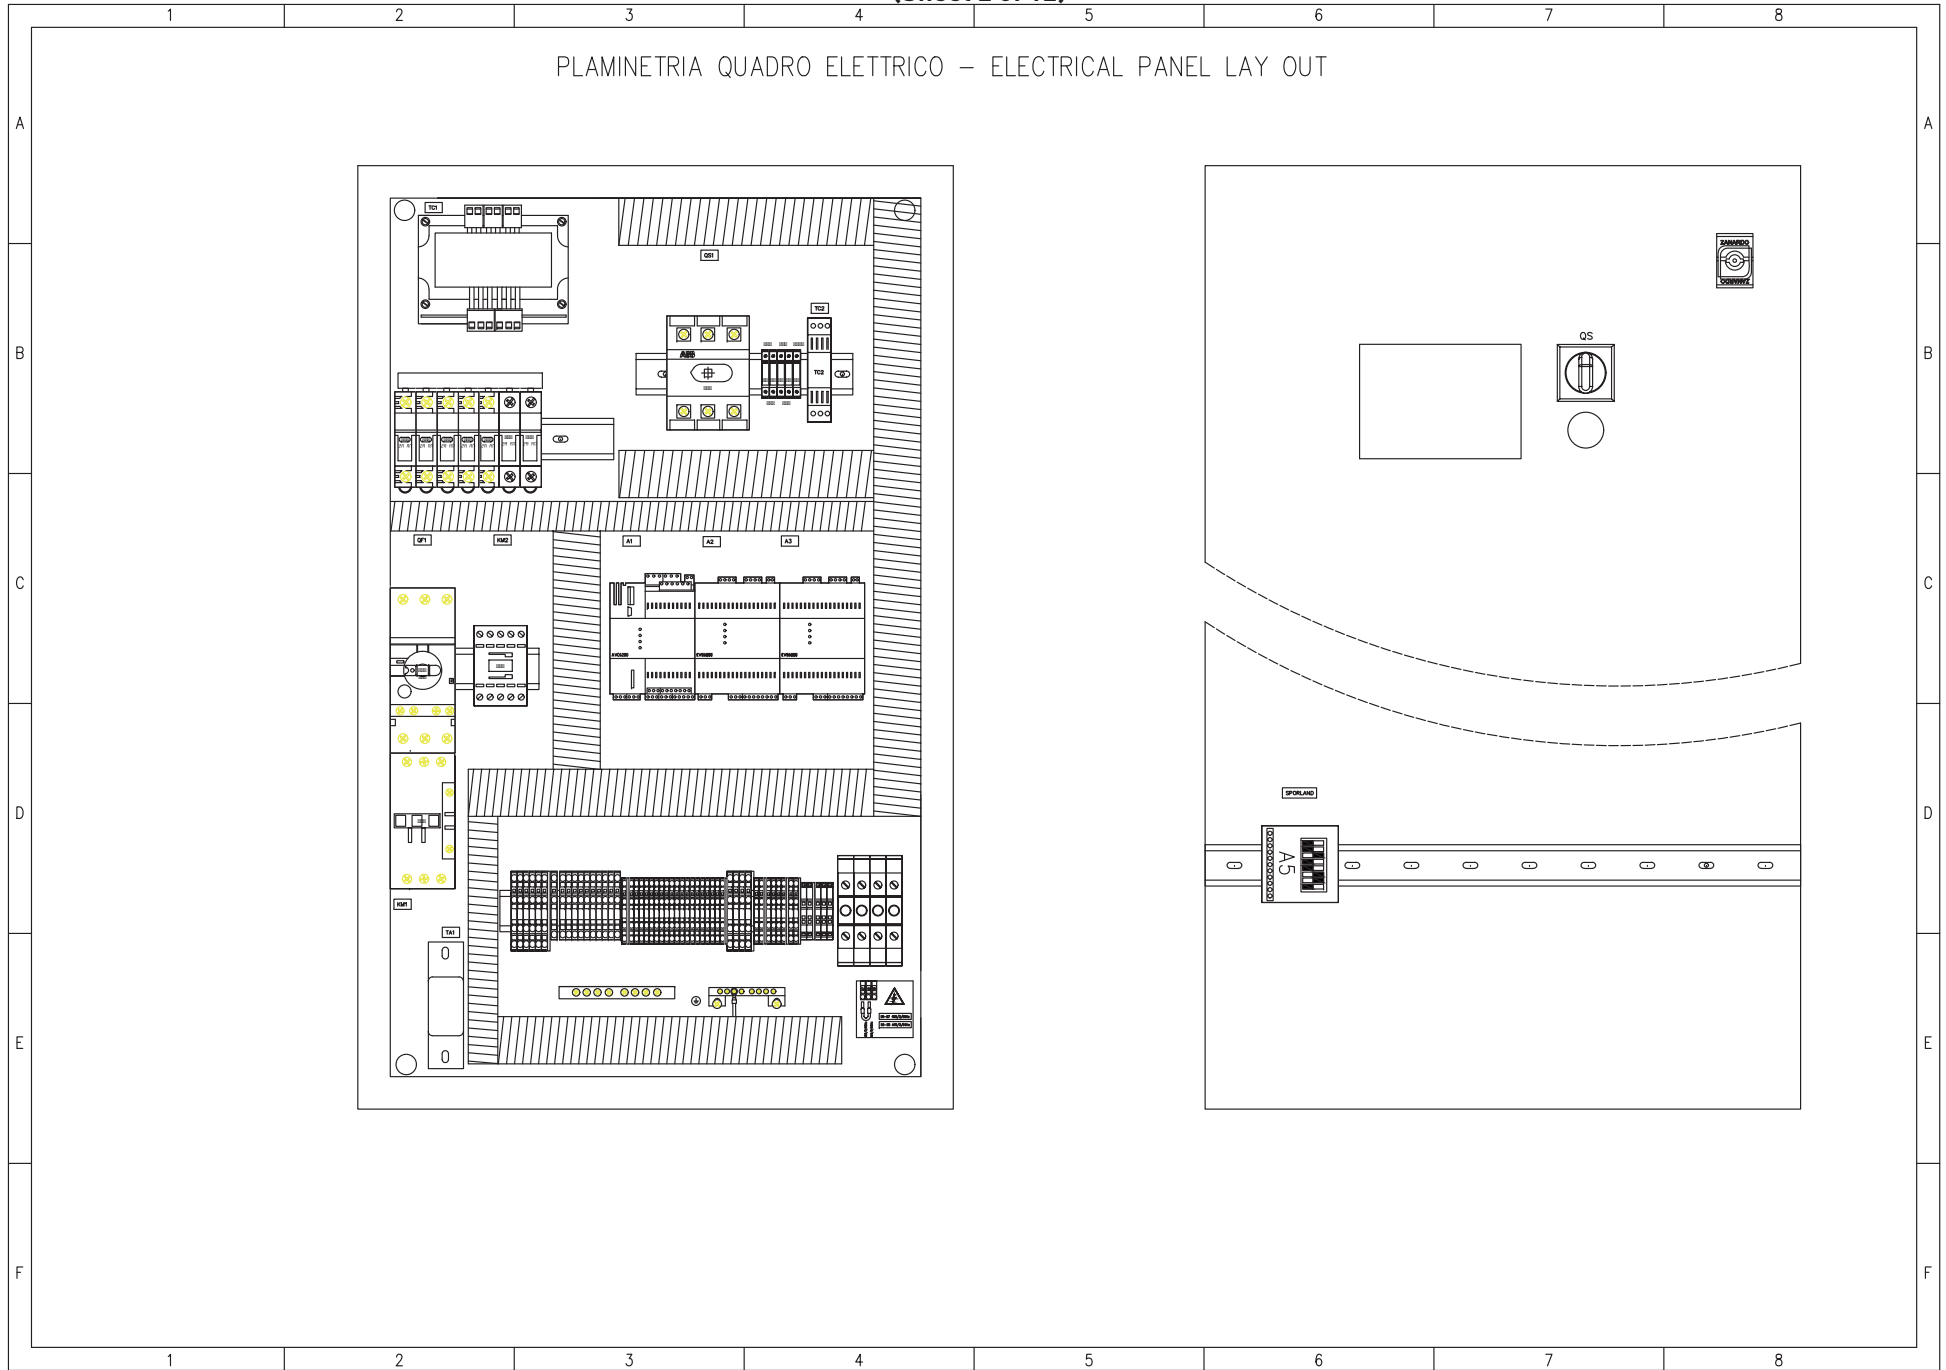 1 2 3 4 5 6 7 8
PLAMINETRIA QUADRO ELETTRICO – ELECTRICAL PANEL LAY OUT
A A
TC1
QS1
ZANARDO
ZANARDO
B B
TC2
ABB
TC2
QS
QF1 KM2 A1 A2 A3
C C
SPORLAND
D D
A5
KM1
TA1
E E
F F
1 2 3 4 5 6 7 8